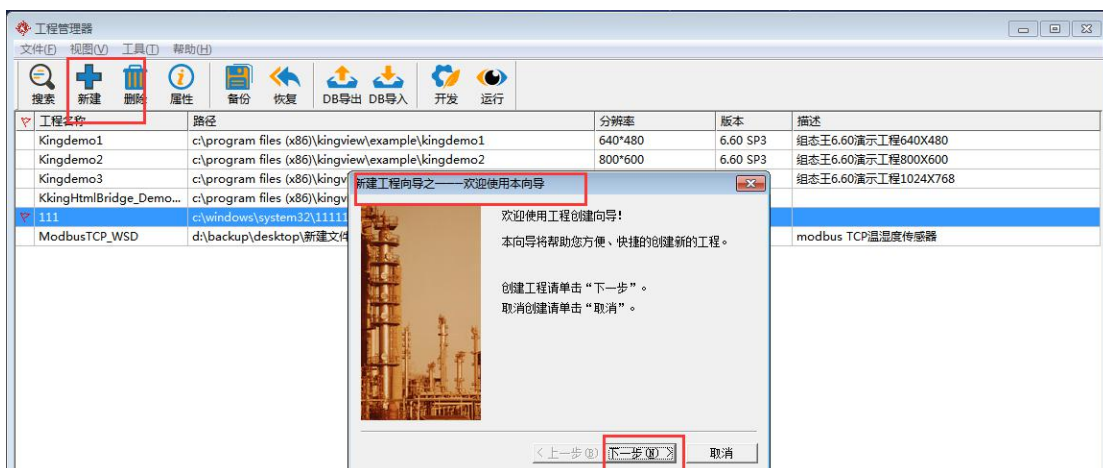 工程管理器
文件(F) 视图(V) 工具(T) 帮助(H)
搜索 新建 删除 属性 备份 恢复 DB导出 DB导入 开发 运行
工程名称 路径 分辨率 版本 描述
Kingdemo1 c:\program files (x86)\kingview\example\kingdemo1 640*480 6.60 SP3 组态王6.60演示工程640X480
Kingdemo2 c:\program files (x86)\kingview\example\kingdemo2 800*600 6.60 SP3 组态王6.60演示工程800X600
Kingdemo3 c:\program files (x86)\kingv 组态王6.60演示工程1024X768
KkingHtmlBridge_Demo... c:\program files (x86)\kingv
111 c:\windows\system32\11111
ModbusTCP_WSD d:\backup\desktop\新建文件 modbus TCP温湿度传感器
新建工程向导之——欢迎使用本向导
欢迎使用工程创建向导!
本向导将帮助您方便、快捷的创建新的工程。
创建工程请单击“下一步”。
取消创建请单击“取消”。
<上一步(B) 下一步(N)> 取消